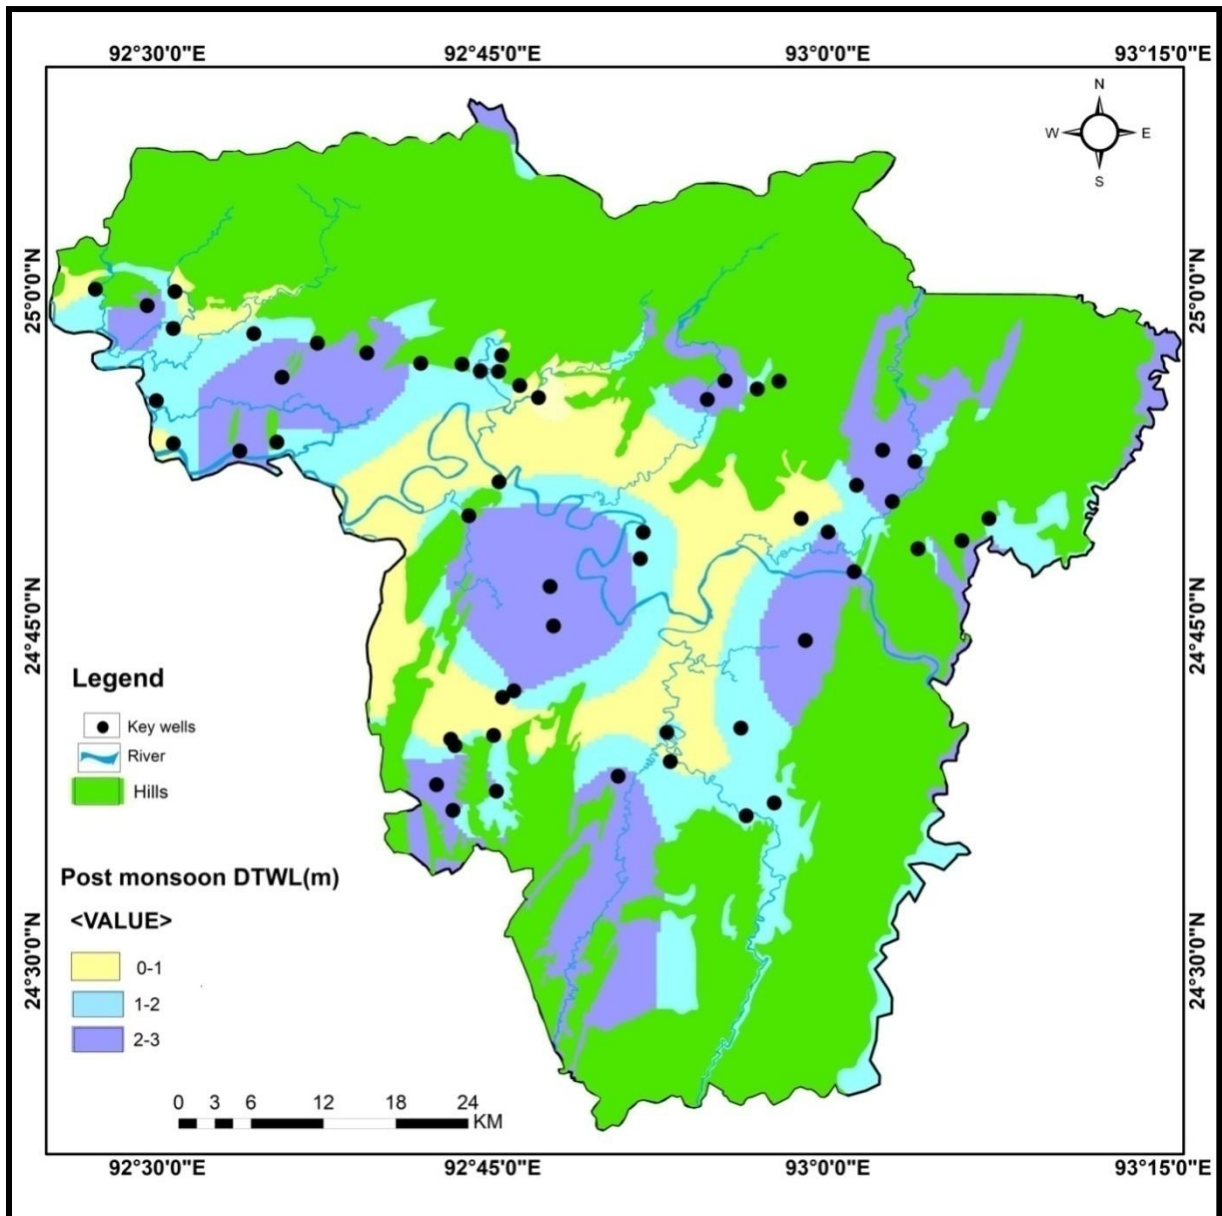 92°30'0"E 92°45'0"E 93°0'0"E 93°15'0"E
N
W E
S
25°0'0"N 25°0'0"N
24°45'0"N 24°45'0"N
Legend
Key wells
River
Hills
Post monsoon DTWL(m)
<VALUE>
0-1
1-2
2-3
24°30'0"N 24°30'0"N
0 3 6 12 18 24
KM
92°30'0"E 92°45'0"E 93°0'0"E 93°15'0"E